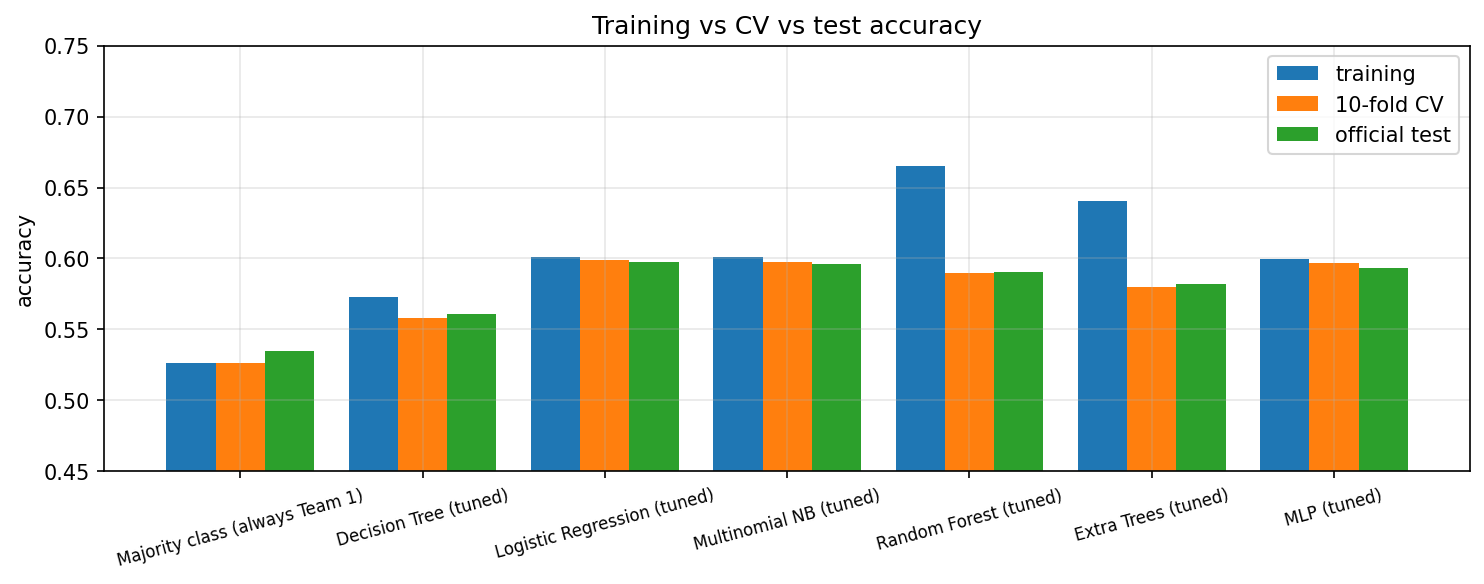 Training vs CV vs test accuracy
training
10-fold CV
official test
accuracy
0.75
0.70
0.65
0.60
0.55
0.50
0.45
Majority class (always Team 1)
Decision Tree (tuned)
Logistic Regression (tuned)
Multinomial NB (tuned)
Random Forest (tuned)
Extra Trees (tuned)
MLP (tuned)